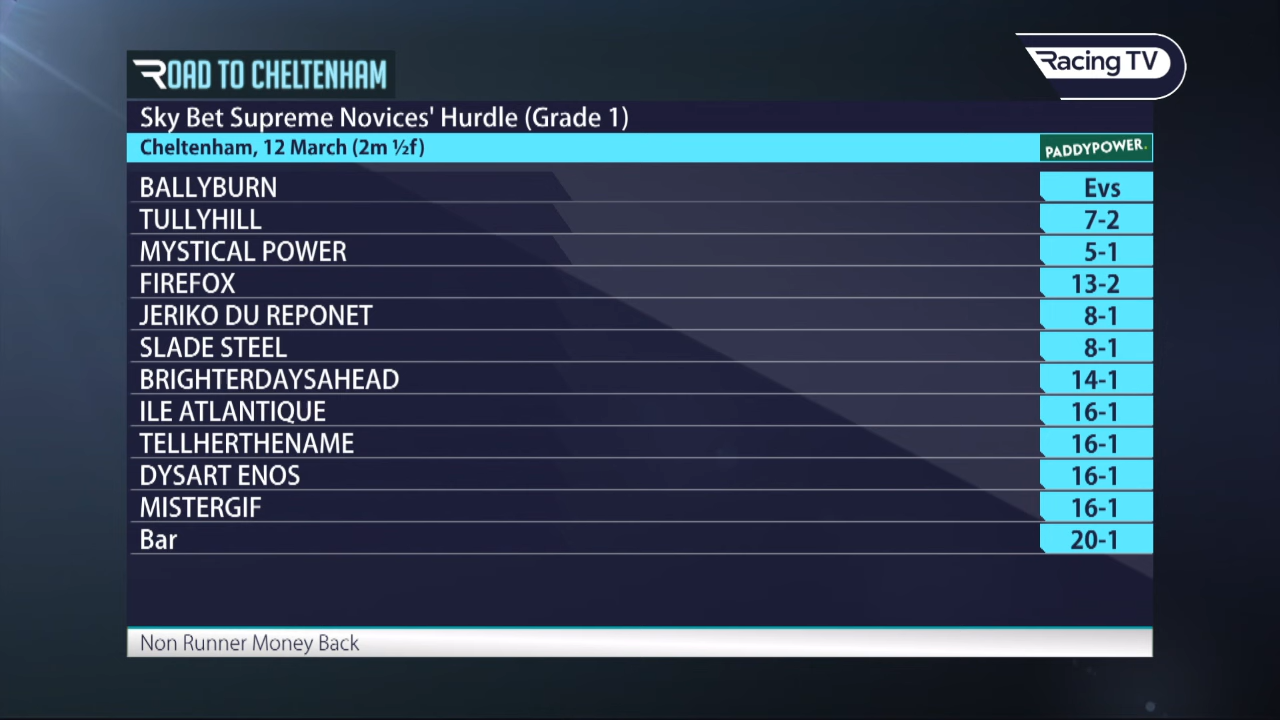 ROAD TO CHELTENHAM
Racing TV
Sky Bet Supreme Novices' Hurdle (Grade 1)
Cheltenham, 12 March (2m ½f) PADDYPOWER.
BALLYBURN Evs
TULLYHILL 7-2
MYSTICAL POWER 5-1
FIREFOX 13-2
JERIKO DU REPONET 8-1
SLADE STEEL 8-1
BRIGHTERDAYSAHEAD 14-1
ILE ATLANTIQUE 16-1
TELLHERTHENAME 16-1
DYSART ENOS 16-1
MISTERGIF 16-1
Bar 20-1
Non Runner Money Back